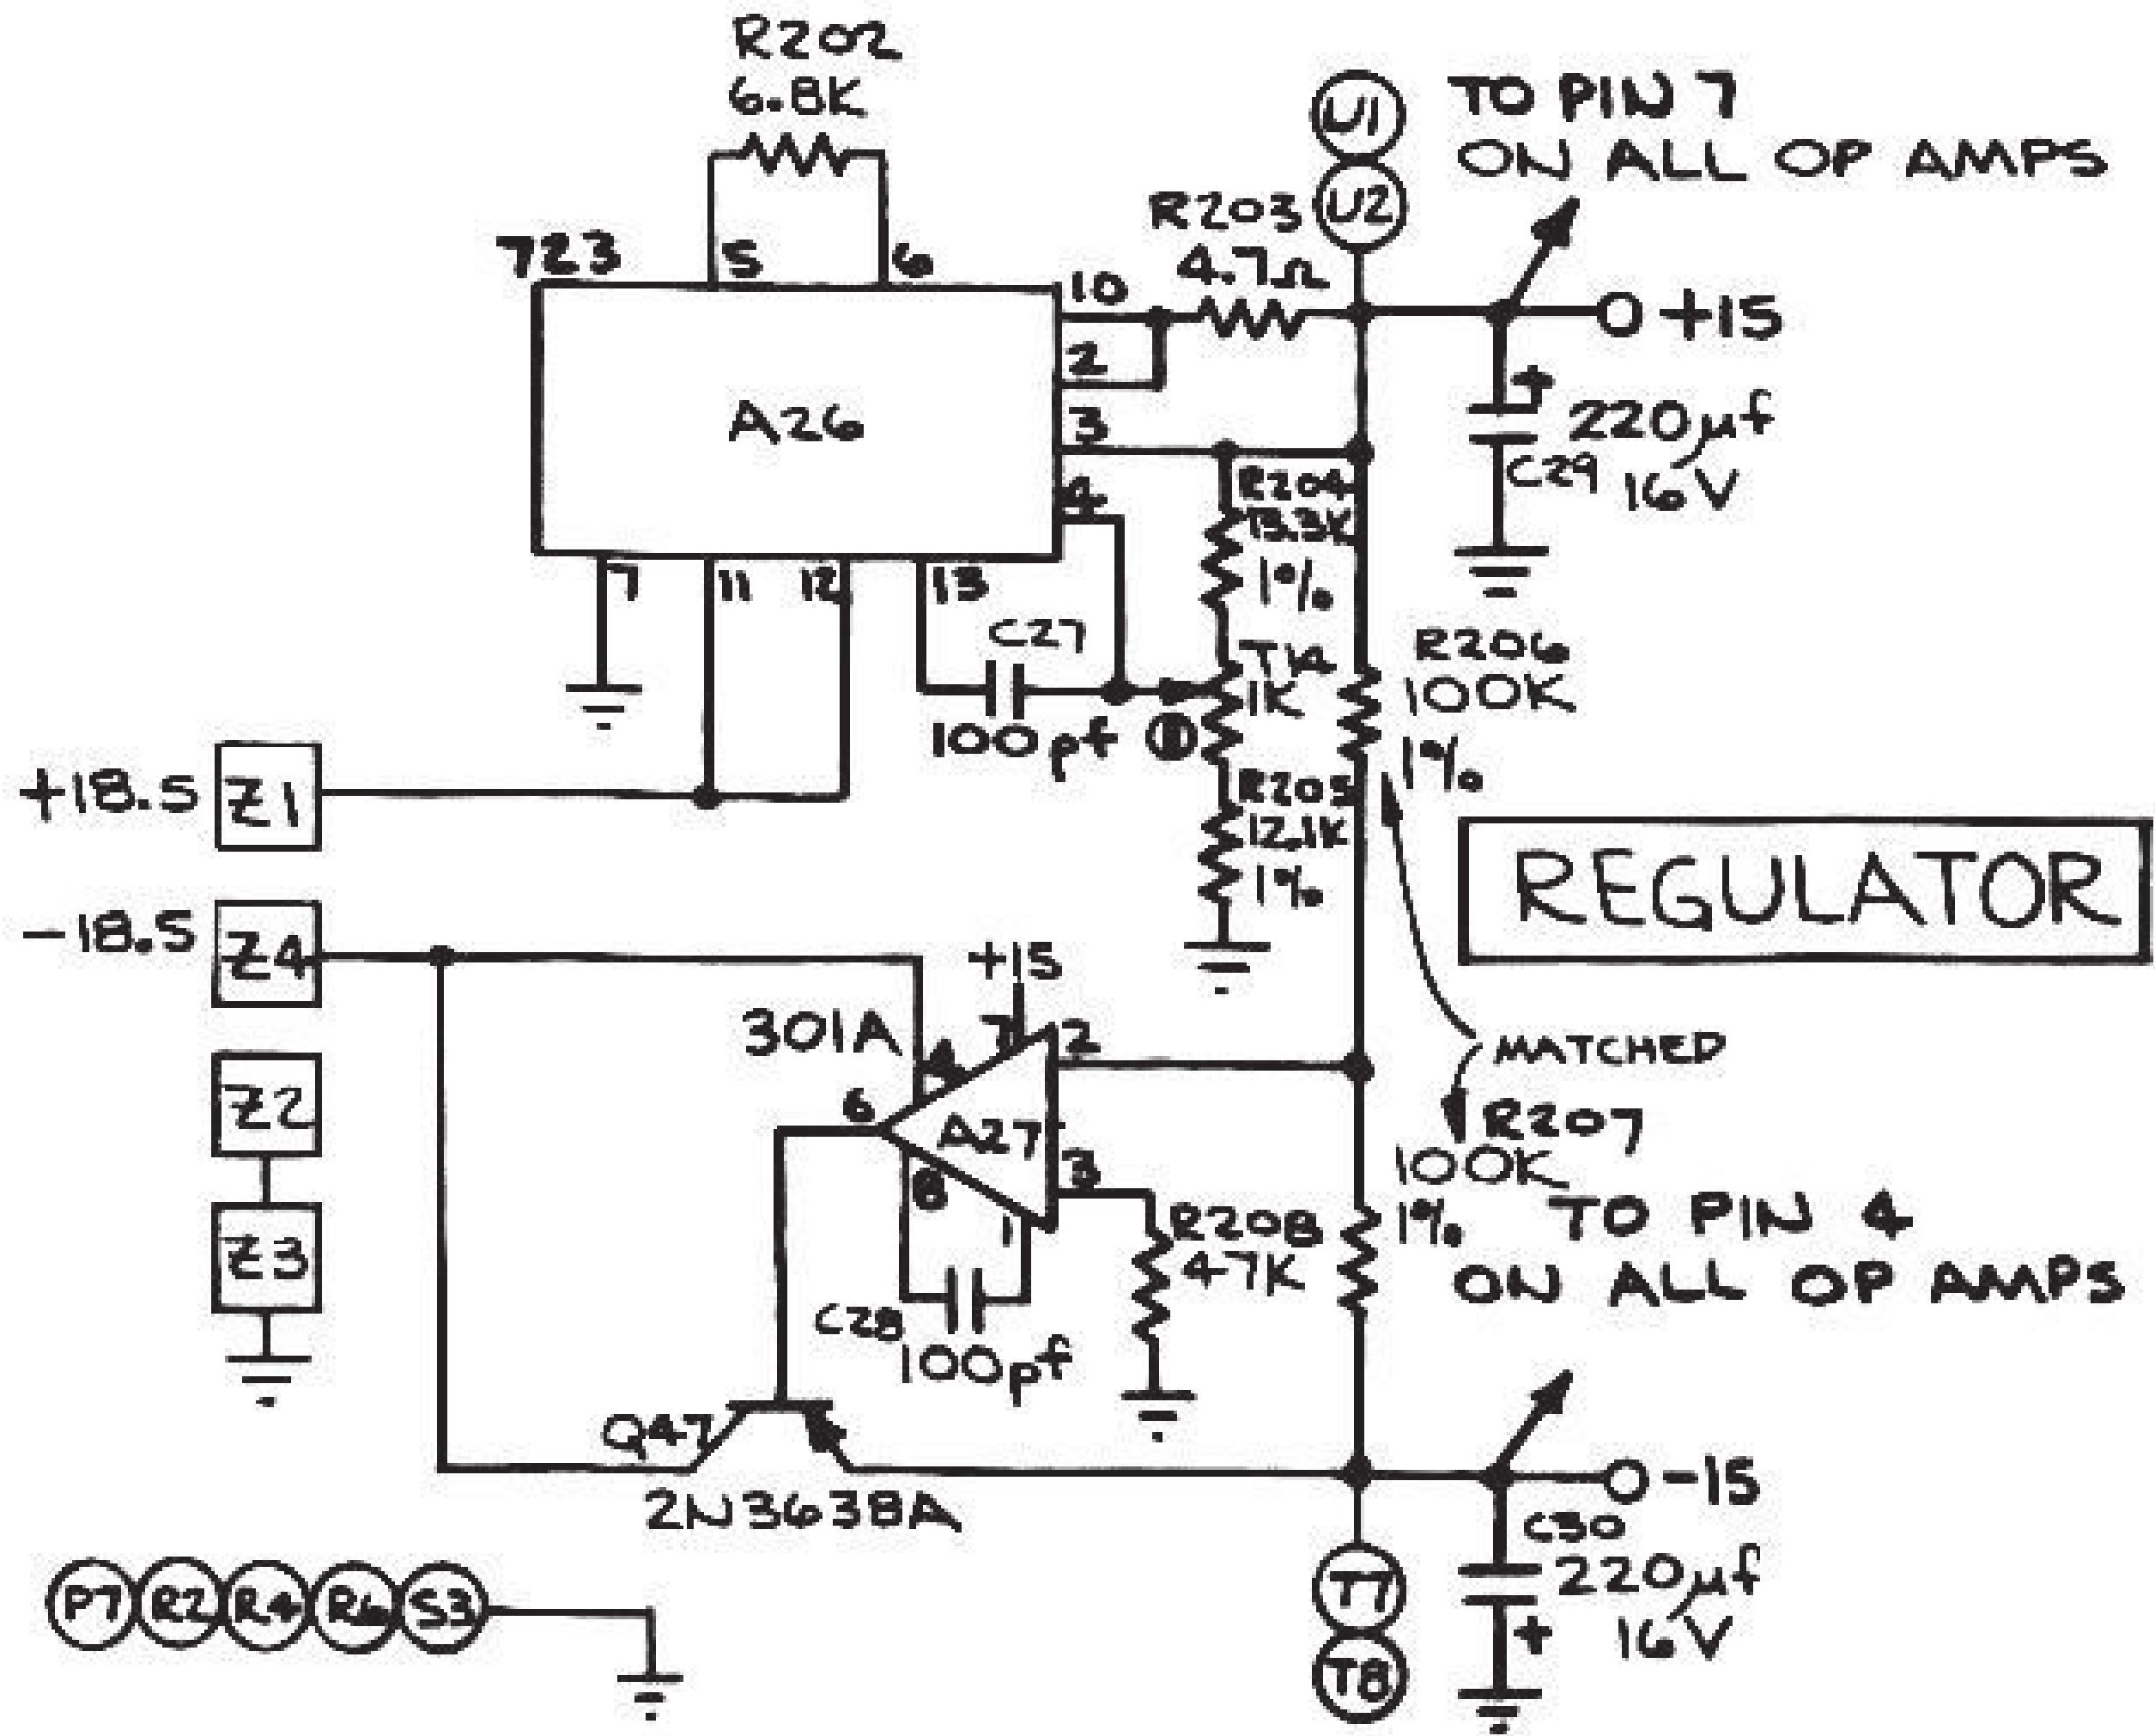 R202
6.8K
U1
TO PIN 7
ON ALL OP AMPS
U2
R203
4.7Ω
723
5
6
10
+15
2
A26
3
+
220µf
C29
16V
4
R204
13.3K
1%
7
11
12
13
C27
100pf
T14
1K
R206
100K
1%
+18.5
Z1
R205
12.1K
1%
REGULATOR
-18.5
Z4
+15
301A
4
7
2
MATCHED
Z2
6
A27
R207
100K
1%
3
8
1
TO PIN 4
ON ALL OP AMPS
Z3
R208
47K
C28
100pf
Q47
2N3638A
-15
C30
220µf
16V
+
P7 R2 R4 R6 S3
T7
T8